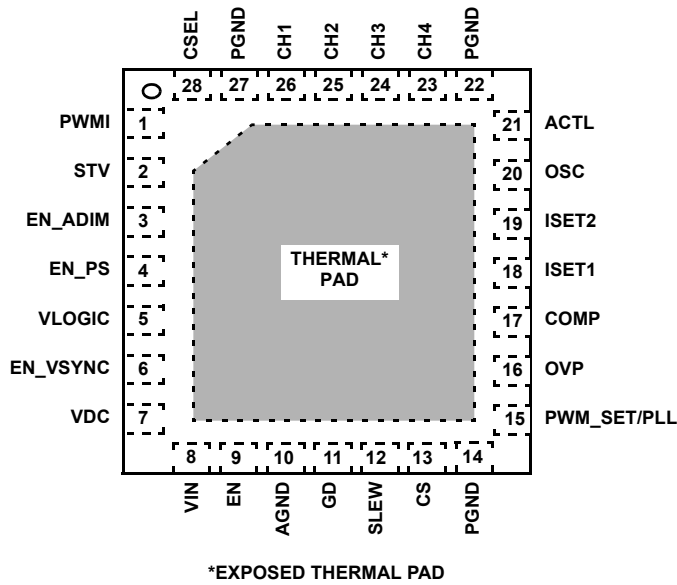 CSEL
PGND
CH1
CH2
CH3
CH4
PGND
28
27
26
25
24
23
22
PWMI 1
STV 2
EN_ADIM 3
EN_PS 4
VLOGIC 5
EN_VSYNC 6
VDC 7
THERMAL*
PAD
21 ACTL
20 OSC
19 ISET2
18 ISET1
17 COMP
16 OVP
15 PWM_SET/PLL
8
9
10
11
12
13
14
VIN
EN
AGND
GD
SLEW
CS
PGND
*EXPOSED THERMAL PAD